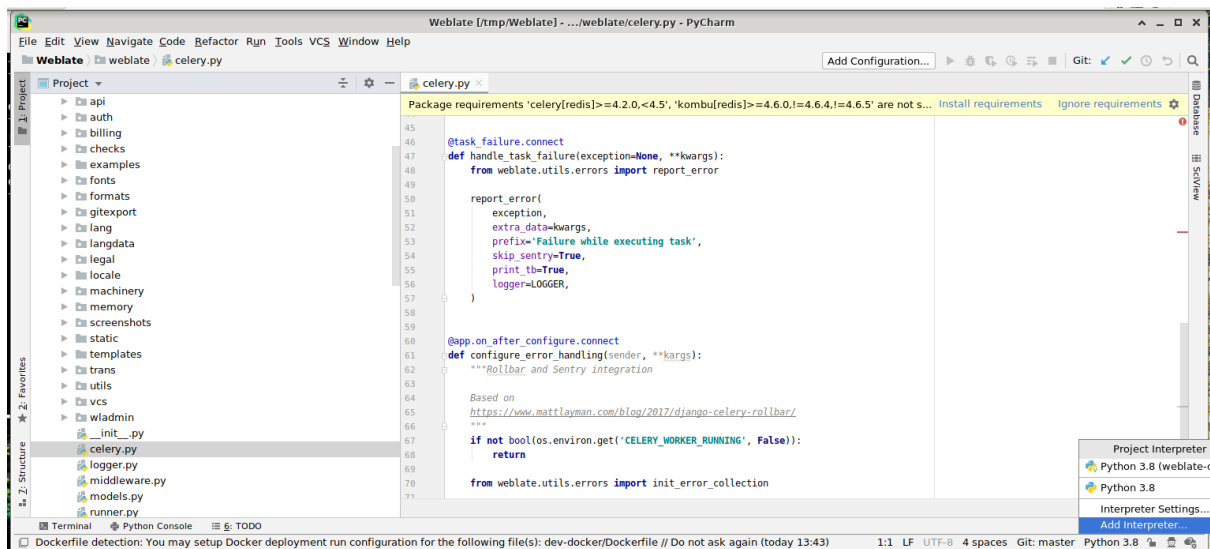 Weblate [/tmp/Weblate] - .../weblate/celery.py - PyCharm
File Edit View Navigate Code Refactor Run Tools VCS Window Help
Weblate weblate celery.py
Add Configuration...
Git:
1: Project
Project
api
auth
billing
checks
examples
fonts
formats
gitexport
lang
langdata
legal
locale
machinery
memory
screenshots
static
templates
trans
utils
vcs
wladmin
__init__.py
celery.py
logger.py
middleware.py
models.py
runner.py
2: Favorites
7: Structure
celery.py
Package requirements 'celery[redis]>=4.2.0,<4.5', 'kombu[redis]>=4.6.0,!=4.6.4,!=4.6.5' are not s... Install requirements Ignore requirements
45
46 @task_failure.connect
47 def handle_task_failure(exception=None, **kwargs):
48 from weblate.utils.errors import report_error
49
50 report_error(
51 exception,
52 extra_data=kwargs,
53 prefix='Failure while executing task',
54 skip_sentry=True,
55 print_tb=True,
56 logger=LOGGER,
57 )
58
59
60 @app.on_after_configure.connect
61 def configure_error_handling(sender, **kargs):
62 """Rollbar and Sentry integration
63
64 Based on
65 https://www.mattlayman.com/blog/2017/django-celery-rollbar/
66 """
67 if not bool(os.environ.get('CELERY_WORKER_RUNNING', False)):
68 return
69
70 from weblate.utils.errors import init_error_collection
71
Database
SciView
Project Interpreter
Python 3.8 (weblate-
Python 3.8
Interpreter Settings...
Add Interpreter...
Terminal Python Console 6: TODO
Dockerfile detection: You may setup Docker deployment run configuration for the following file(s): dev-docker/Dockerfile // Do not ask again (today 13:43) 1:1 LF UTF-8 4 spaces Git: master Python 3.8